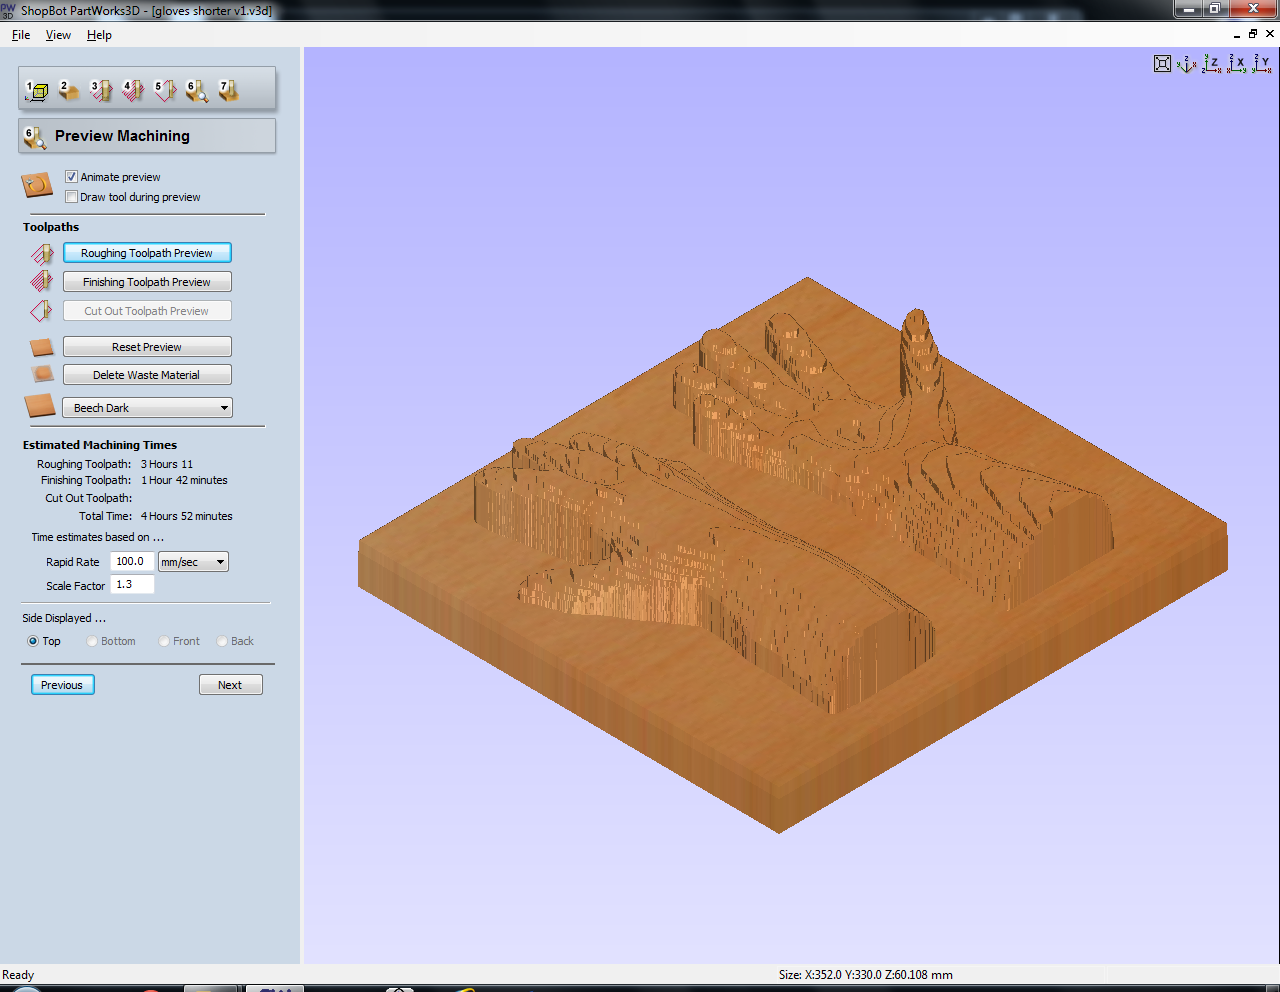 PW 3D ShopBot PartWorks3D - [gloves shorter v1.v3d]
File View Help
1 2 3 4 5 6 7
6 Preview Machining
Animate preview
Draw tool during preview
Toolpaths
Roughing Toolpath Preview
Finishing Toolpath Preview
Cut Out Toolpath Preview
Reset Preview
Delete Waste Material
Beech Dark
Estimated Machining Times
Roughing Toolpath: 3 Hours 11
Finishing Toolpath: 1 Hour 42 minutes
Cut Out Toolpath:
Total Time: 4 Hours 52 minutes
Time estimates based on ...
Rapid Rate 100.0 mm/sec
Scale Factor 1.3
Side Displayed ...
Top Bottom Front Back
Previous Next
Ready Size: X:352.0 Y:330.0 Z:60.108 mm